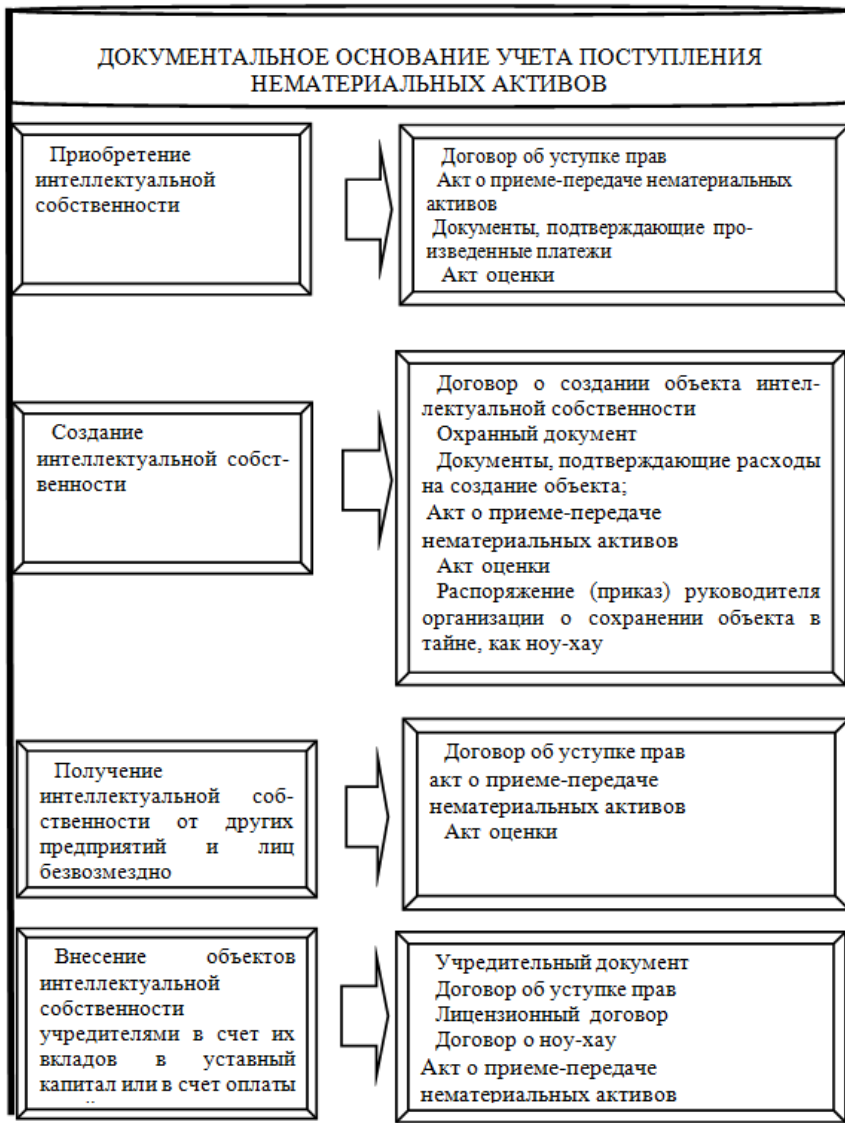 ДОКУМЕНТАЛЬНОЕ ОСНОВАНИЕ УЧЕТА ПОСТУПЛЕНИЯ
НЕМАТЕРИАЛЬНЫХ АКТИВОВ
Приобретение
интеллектуальной
собственности
Договор об уступке прав
Акт о приеме-передаче нематериальных
активов
Документы, подтверждающие про-
изведенные платежи
Акт оценки
Создание
интеллектуальной собст-
венности
Договор о создании объекта интел-
лектуальной собственности
Охранный документ
Документы, подтверждающие расходы
на создание объекта;
Акт о приеме-передаче
нематериальных активов
Акт оценки
Распоряжение (приказ) руководителя
организации о сохранении объекта в
тайне, как ноу-хау
Получение
интеллектуальной соб-
ственности от других
предприятий и лиц
безвозмездно
Договор об уступке прав
акт о приеме-передаче
нематериальных активов
Акт оценки
Внесение объектов
интеллектуальной
собственности
учредителями в счет их
вкладов в уставный
капитал или в счет оплаты
Учредительный документ
Договор об уступке прав
Лицензионный договор
Договор о ноу-хау
Акт о приеме-передаче
нематериальных активов